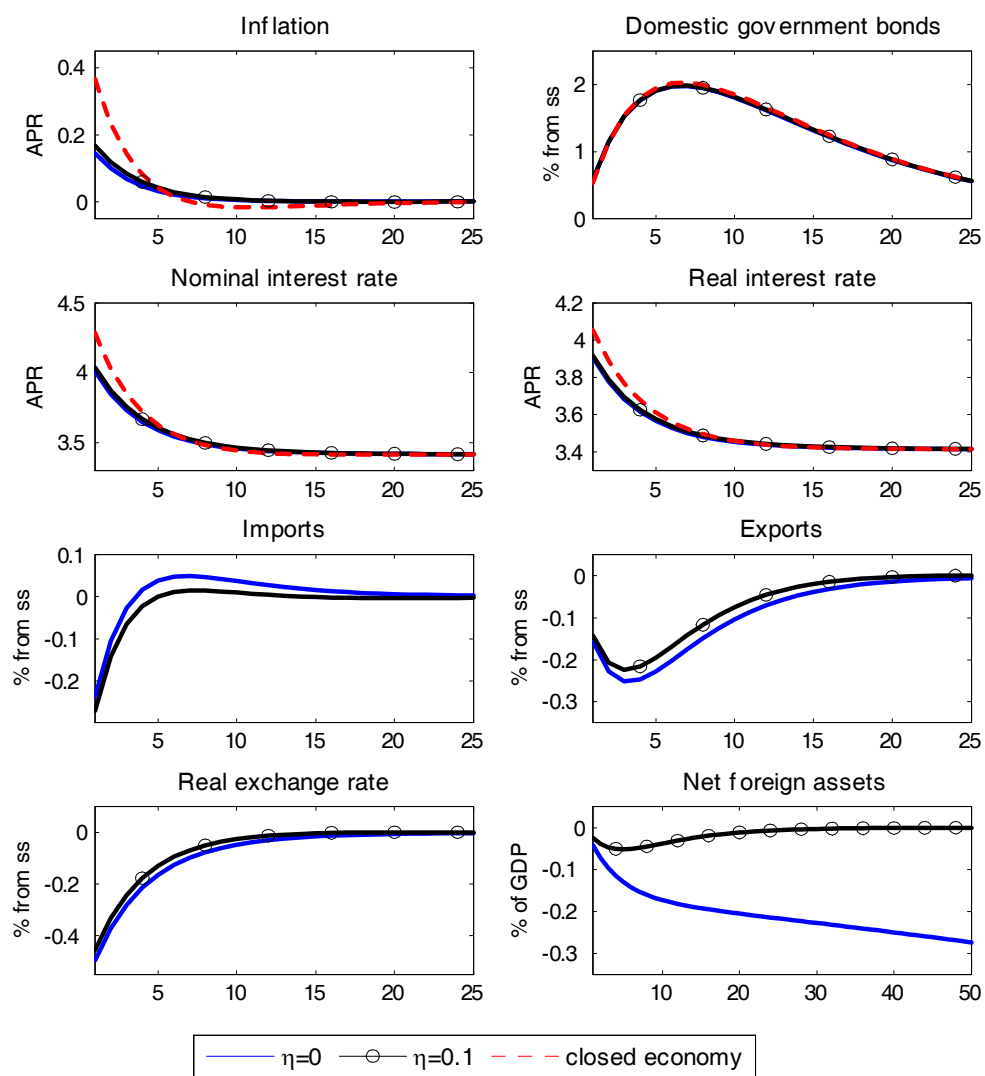 Inflation
Domestic government bonds
0.4
0.2
0
APR
5 10 15 20 25
2
1
0
% from ss
5 10 15 20 25
Nominal interest rate
Real interest rate
4.5
4
3.5
APR
5 10 15 20 25
4.2
4
3.8
3.6
3.4
APR
5 10 15 20 25
Imports
Exports
0.1
0
-0.1
-0.2
% from ss
5 10 15 20 25
0
-0.1
-0.2
-0.3
% from ss
5 10 15 20 25
Real exchange rate
Net foreign assets
0
-0.2
-0.4
% from ss
5 10 15 20 25
0
-0.1
-0.2
-0.3
% of GDP
10 20 30 40 50
η=0 η=0.1 closed economy